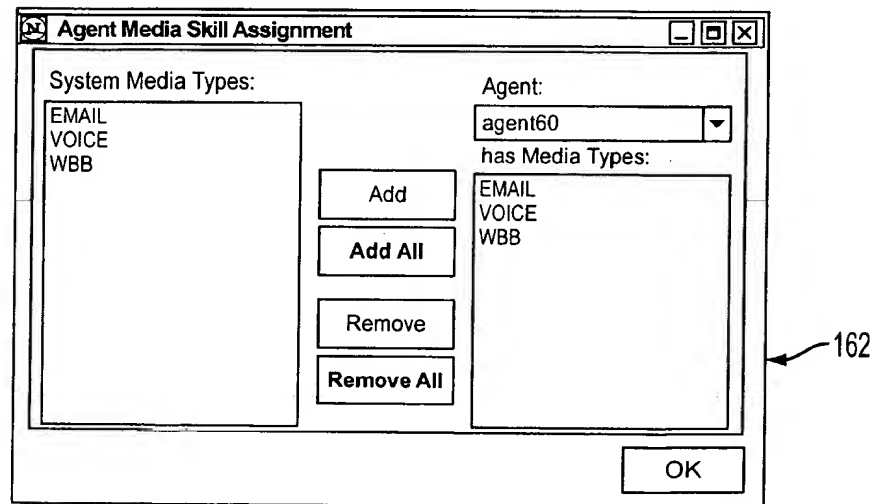 Agent Media Skill Assignment
System Media Types:
EMAIL
VOICE
WBB
Add
Add All
Remove
Remove All
Agent:
agent60
has Media Types:
EMAIL
VOICE
WBB
162
OK